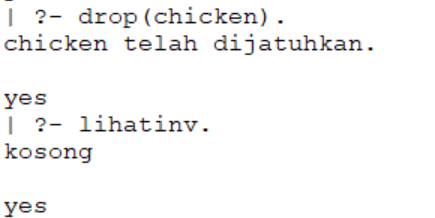 | ?- drop(chicken).
chicken telah dijatuhkan.
yes
| ?- lihatinv.
kosong
yes